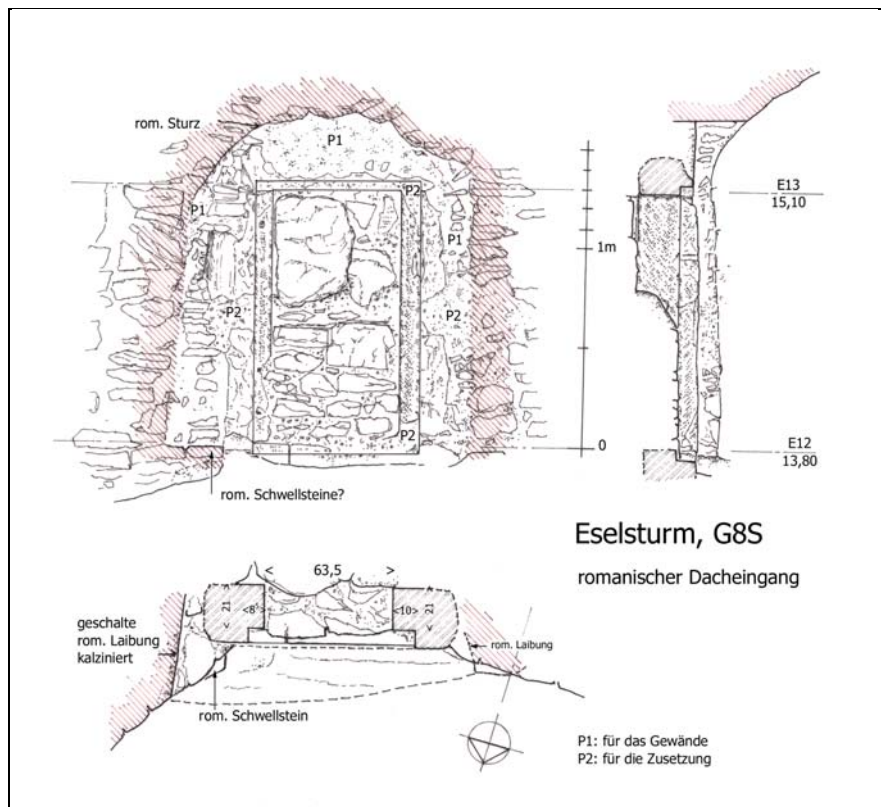 rom. Sturz
P1
P2
P1
P1
P2
P2
P2
1m
0
E13
15,10
E12
13,80
rom. Schwellsteine?
Eselsturm, G8S
romanischer Dacheingang
< 63,5 >
< 21 >
<8>
<10>
< 21 >
geschalte
rom. Laibung
kalziniert
rom. Laibung
rom. Schwellstein
P1: für das Gewände
P2: für die Zusetzung